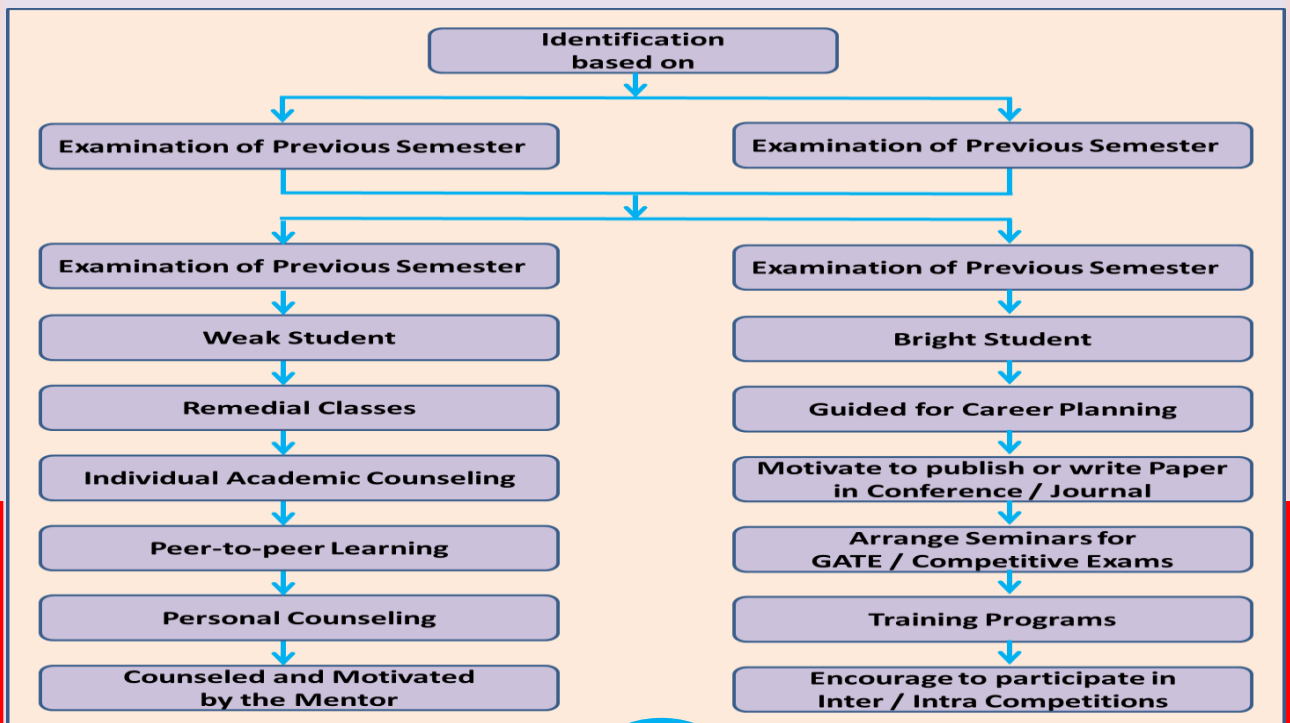 Identification
based on
Examination of Previous Semester
Examination of Previous Semester
Examination of Previous Semester
Examination of Previous Semester
Weak Student
Bright Student
Remedial Classes
Guided for Career Planning
Individual Academic Counseling
Motivate to publish or write Paper
in Conference / Journal
Peer-to-peer Learning
Arrange Seminars for
GATE / Competitive Exams
Personal Counseling
Training Programs
Counseled and Motivated
by the Mentor
Encourage to participate in
Inter / Intra Competitions